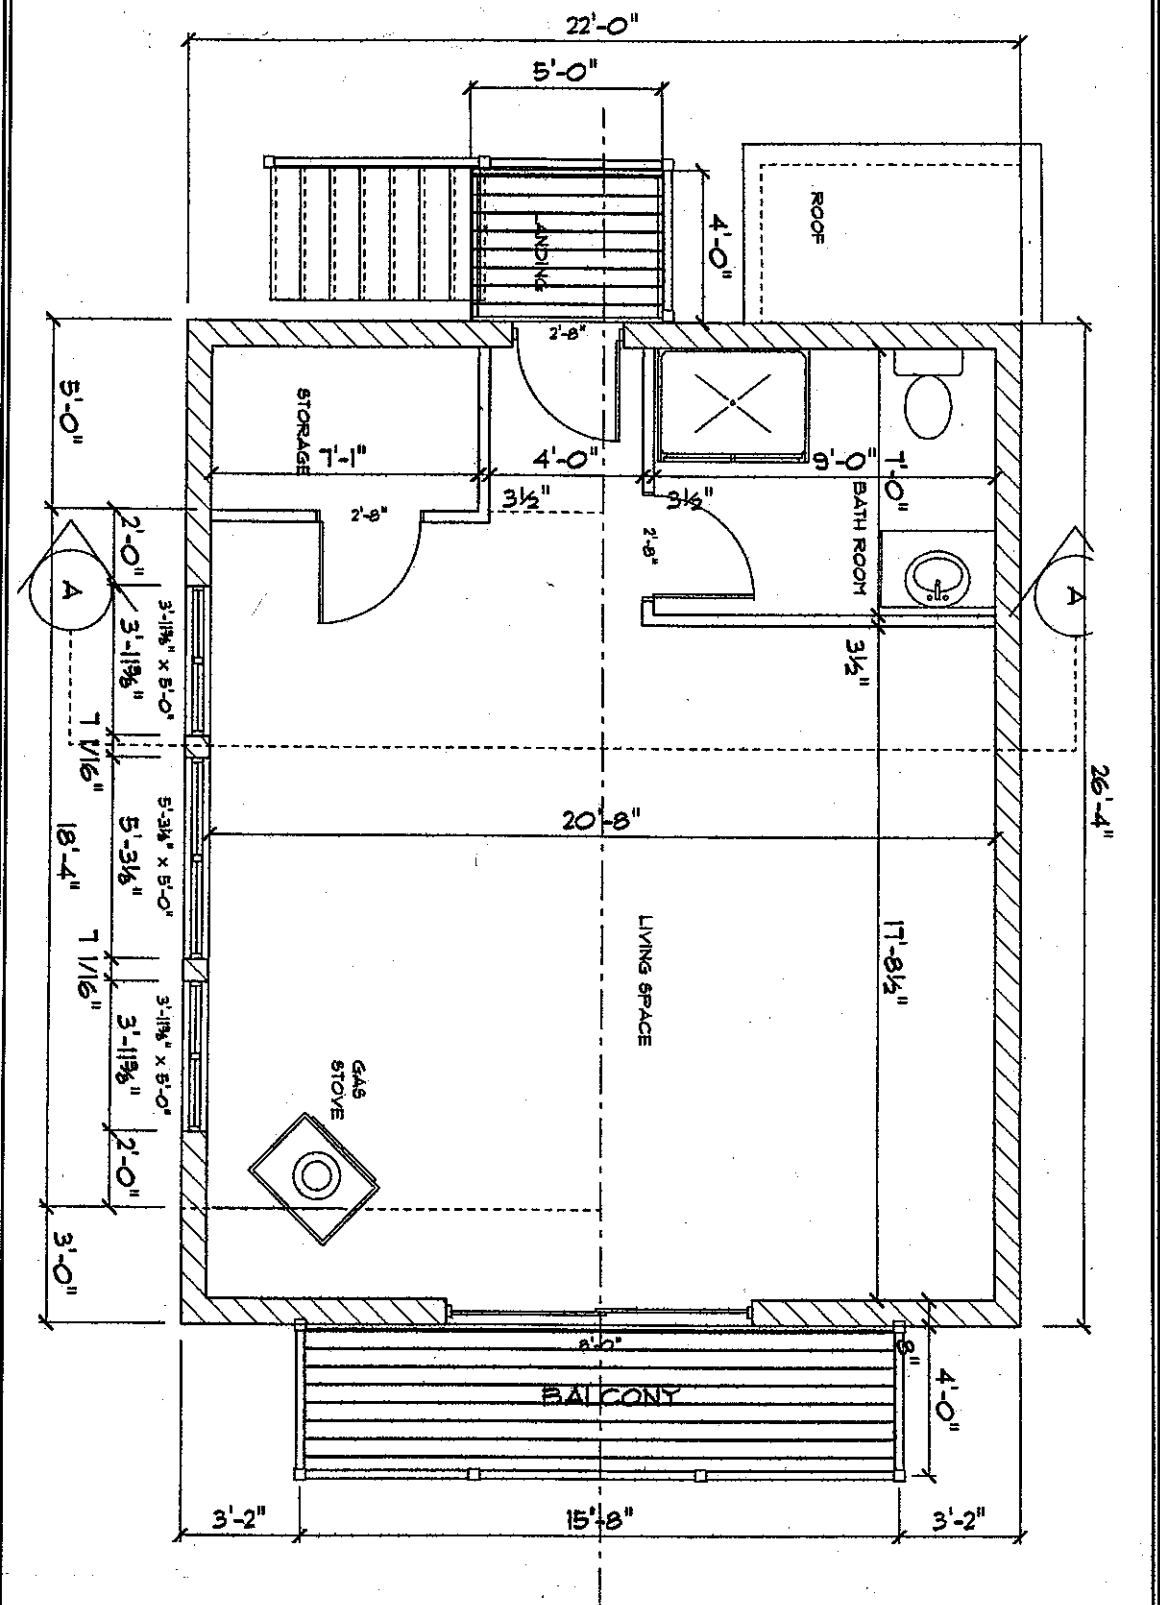 22'-0"
5'-0"
ROOF
4'-0"
LANDING
2'-8"
5'-0"
STORAGE
7'-1"
4'-0"
9'-0"
7'-0"
3½"
3½"
BATH ROOM
2'-8"
2'-8"
2'-0"
A
A
3'-11⅝" x 5'-0"
3'-11⅝"
3½"
7 1/16"
26'-4"
5'-3⅛" x 5'-0"
5'-3⅛"
20'-8"
18'-4"
LIVING SPACE
17'-8½"
7 1/16"
3'-11⅝" x 5'-0"
3'-11⅝"
GAS
STOVE
2'-0"
3'-0"
8'-0"
8"
BALCONY
4'-0"
3'-2"
15'-8"
3'-2"